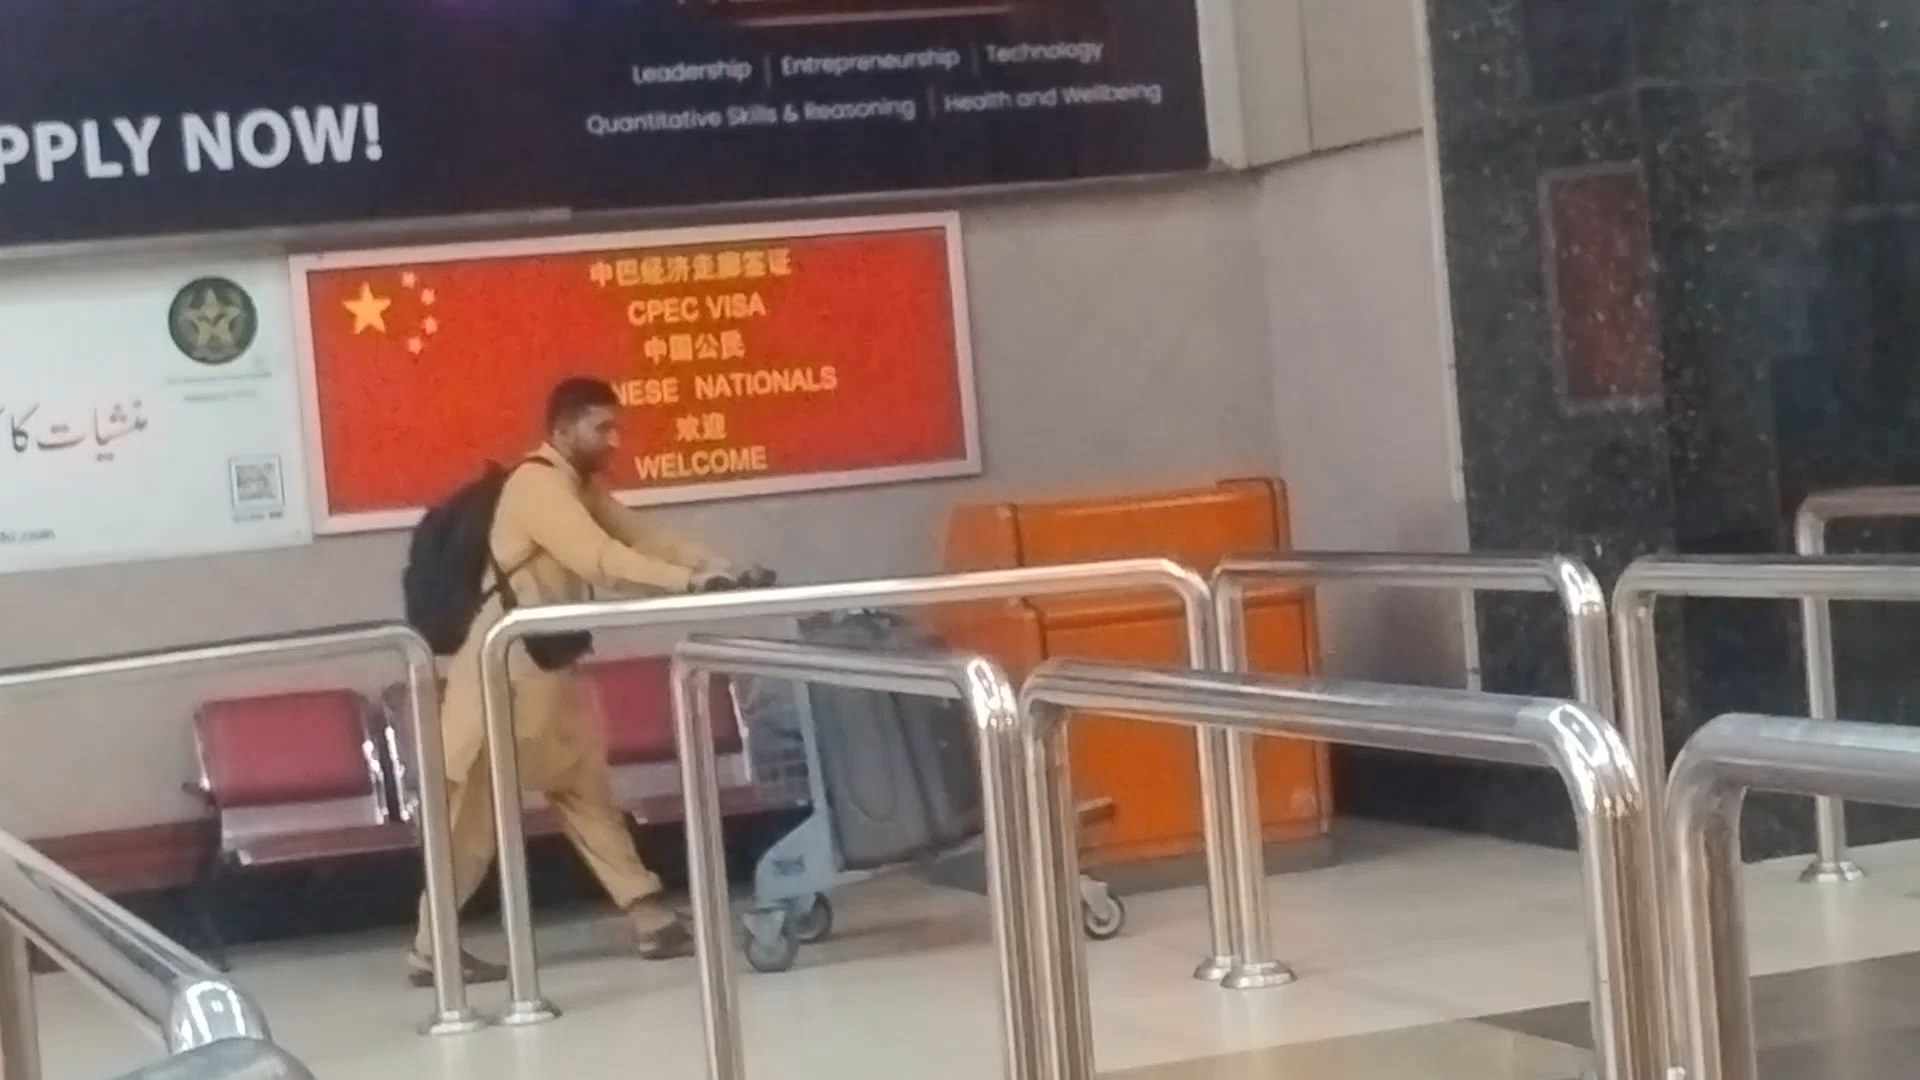 PPLY NOW!
Leadership | Entrepreneurship | Technology
Quantitative Skills & Reasoning | Health and Wellbeing
中巴经济走廊签证
CPEC VISA
中国公民
NESE NATIONALS
欢迎
WELCOME
منشیات کا